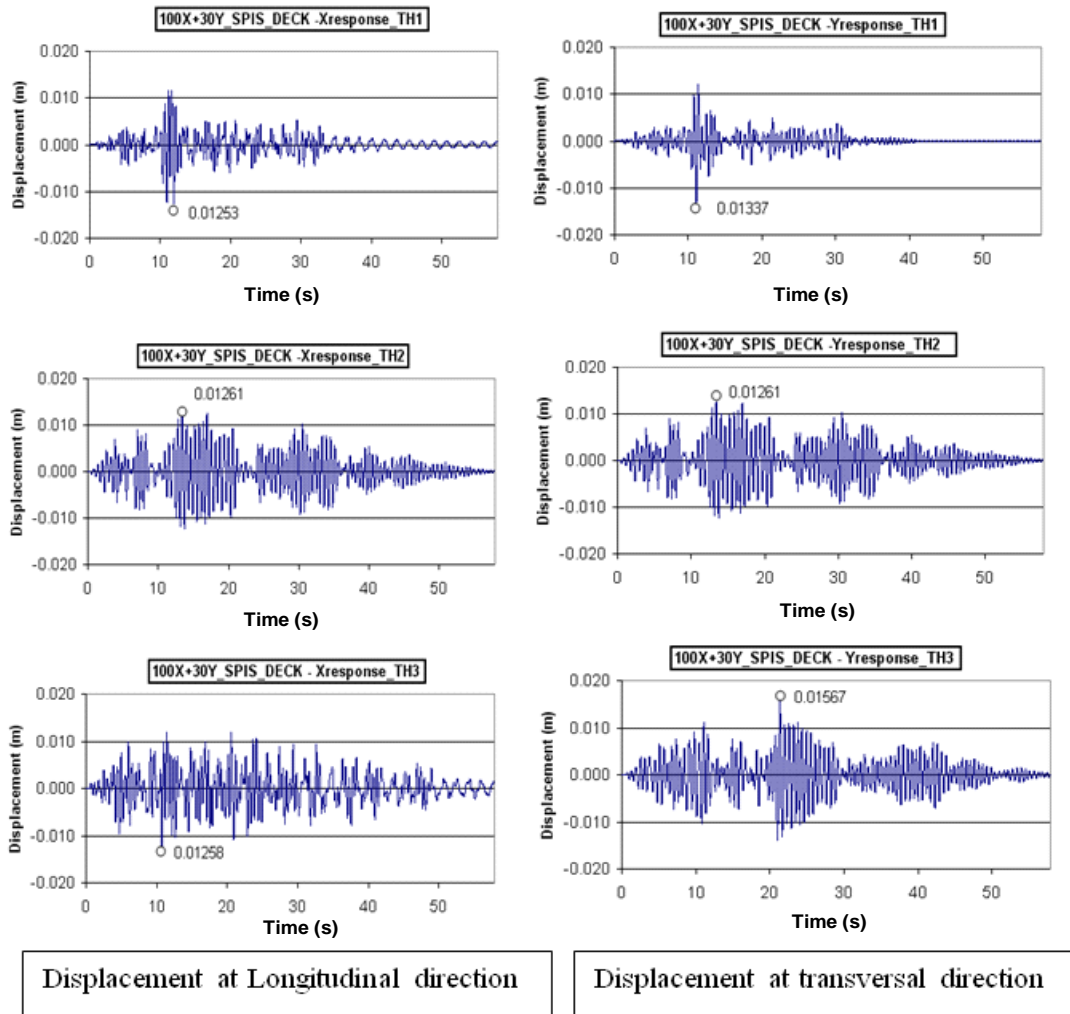 100X+30Y_SPIS_DECK -Xresponse_TH1
Displacement (m)
0.020
0.010
0.000
-0.010
-0.020
0.01253
0 10 20 30 40 50
Time (s)
100X+30Y_SPIS_DECK -Yresponse_TH1
Displacement (m)
0.020
0.010
0.000
-0.010
-0.020
0.01337
0 10 20 30 40 50
Time (s)
100X+30Y_SPIS_DECK -Xresponse_TH2
Displacement (m)
0.020
0.010
0.000
-0.010
-0.020
0.01261
0 10 20 30 40 50
Time (s)
100X+30Y_SPIS_DECK -Yresponse_TH2
Displacement (m)
0.020
0.010
0.000
-0.010
-0.020
0.01261
0 10 20 30 40 50
Time (s)
100X+30Y_SPIS_DECK - Xresponse_TH3
Displacement (m)
0.020
0.010
0.000
-0.010
-0.020
0.01258
0 10 20 30 40 50
Time (s)
100X+30Y_SPIS_DECK - Yresponse_TH3
Displacement (m)
0.020
0.010
0.000
-0.010
-0.020
0.01567
0 10 20 30 40 50
Time (s)
Displacement at Longitudinal direction
Displacement at transversal direction